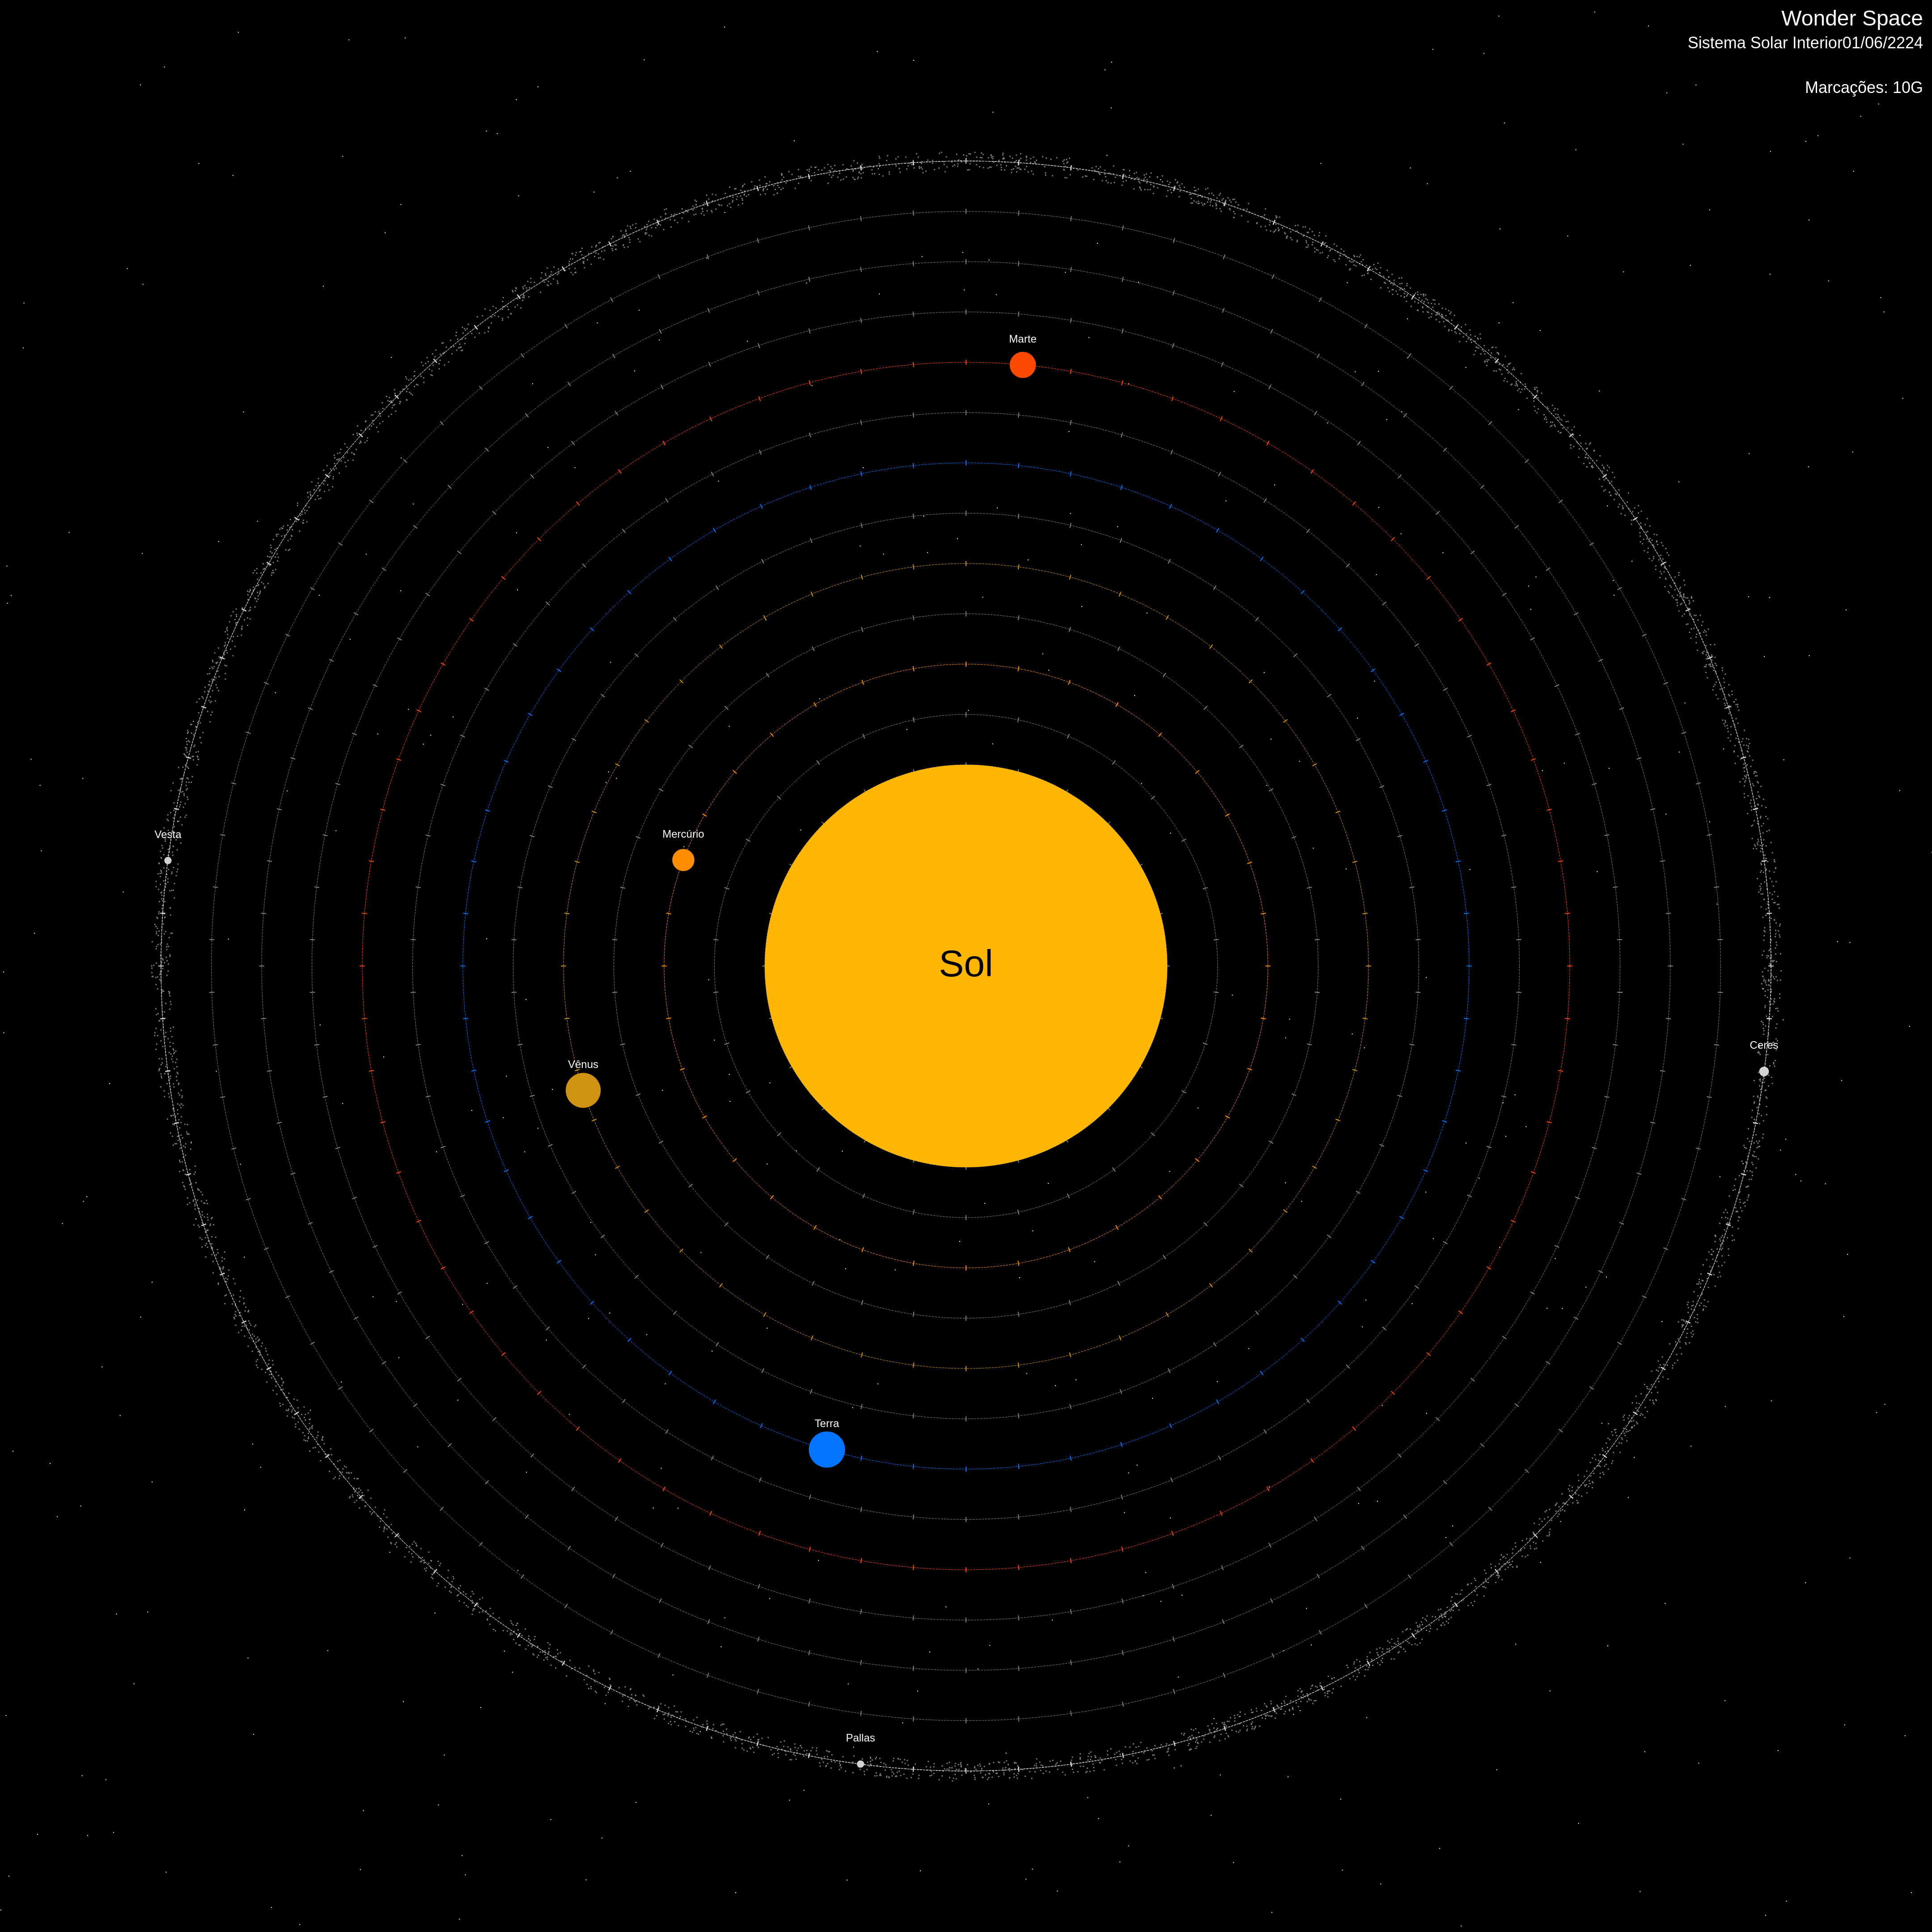 Wonder Space
Sistema Solar Interior01/06/2224
Marcações: 10G
Marte
Vesta
Mercúrio
Sol
Ceres
Vênus
Terra
Pallas